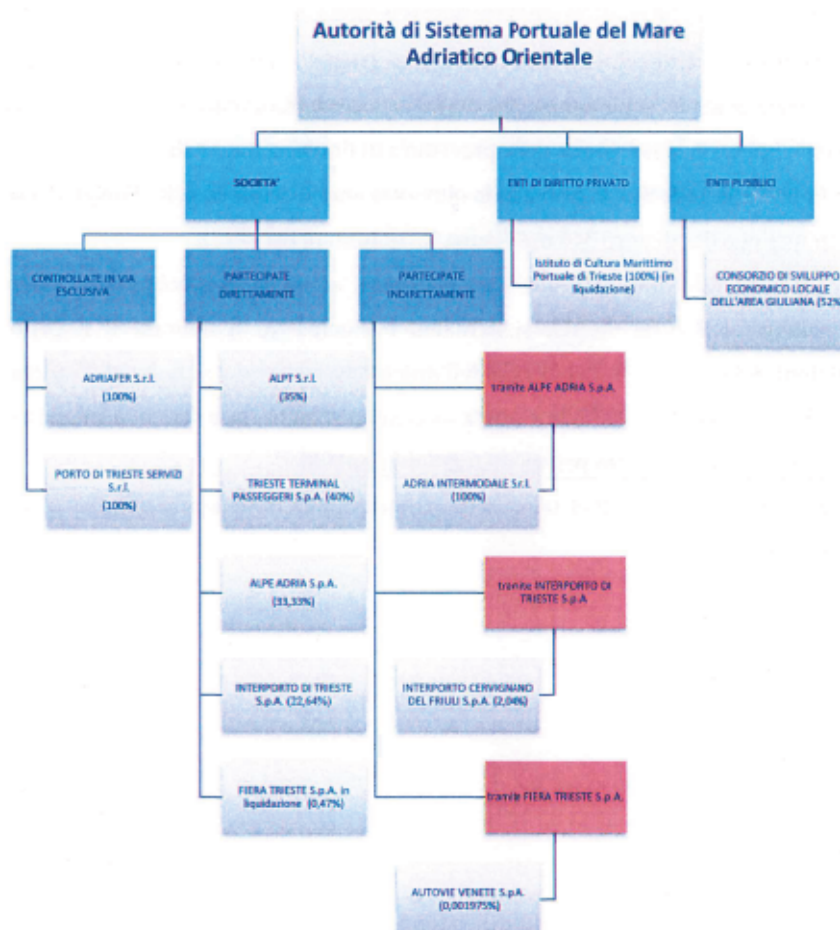 Autorità di Sistema Portuale del Mare
Adriatico Orientale
SOCIETA'
ENTI DI DIRITTO PRIVATO
ENTI PUBBLICI
CONTROLLATE IN VIA
ESCLUSIVA
PARTECIPATE
DIRETTAMENTE
PARTECIPATE
INDIRETTAMENTE
Istituto di Cultura Marittimo
Portuale di Trieste (100%) (in
liquidazione)
CONSORZIO DI SVILUPPO
ECONOMICO LOCALE
DELL'AREA GIULIANA (52%
ADRIAFER S.r.l.
(100%)
ALPT S.r.l.
(35%)
tramite ALPE ADRIA S.p.A.
PORTO DI TRIESTE SERVIZI
S.r.l.
(100%)
TRIESTE TERMINAL
PASSEGGERI S.p.A. (40%)
ADRIA INTERMODALE S.r.l.
(100%)
ALPE ADRIA S.p.A.
(33,33%)
tramite INTERPORTO DI
TRIESTE S.p.A
INTERPORTO DI TRIESTE
S.p.A. (22,64%)
INTERPORTO CERVIGNANO
DEL FRIULI S.p.A. (2,04%)
FIERA TRIESTE S.p.A. in
liquidazione (0,47%)
tramite FIERA TRIESTE S.p.A.
AUTOVIE VENETE S.p.A.
(0,001975%)